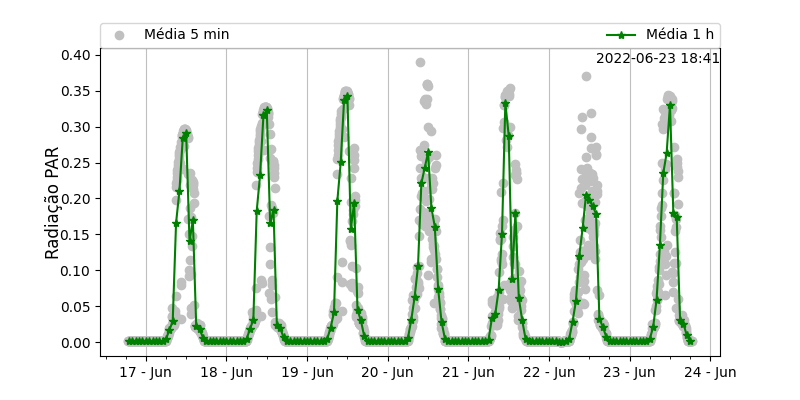 Média 5 min
Média 1 h
2022-06-23 18:41
0.40
0.35
0.30
0.25
0.20
0.15
0.10
0.05
0.00
Radiação PAR
17 - Jun
18 - Jun
19 - Jun
20 - Jun
21 - Jun
22 - Jun
23 - Jun
24 - Jun